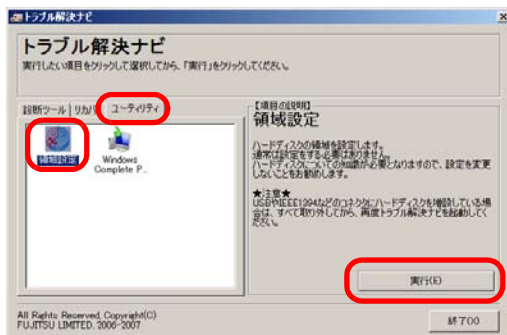 トラブル解決ナビ
トラブル解決ナビ
実行したい項目をクリックして選択してから、「実行」をクリックしてください。
診断ツール
リカバ
ユーティリティ
領域設定
Windows
Complete P...
【項目の説明】
領域設定
ハードディスクの領域を設定します。
通常は設定をする必要はありません。
ハードディスクについての知識が必要となりますので、設定を変更
しないことをお勧めします。
★注意★
USBやIEEE1394などのコネクタにハードディスクを増設している場
合は、すべて取り外してから、再度トラブル解決ナビを起動してく
ださい。
実行(E)
All Rights Reserved, Copyright(C)
FUJITSU LIMITED. 2006-2007
終了(X)